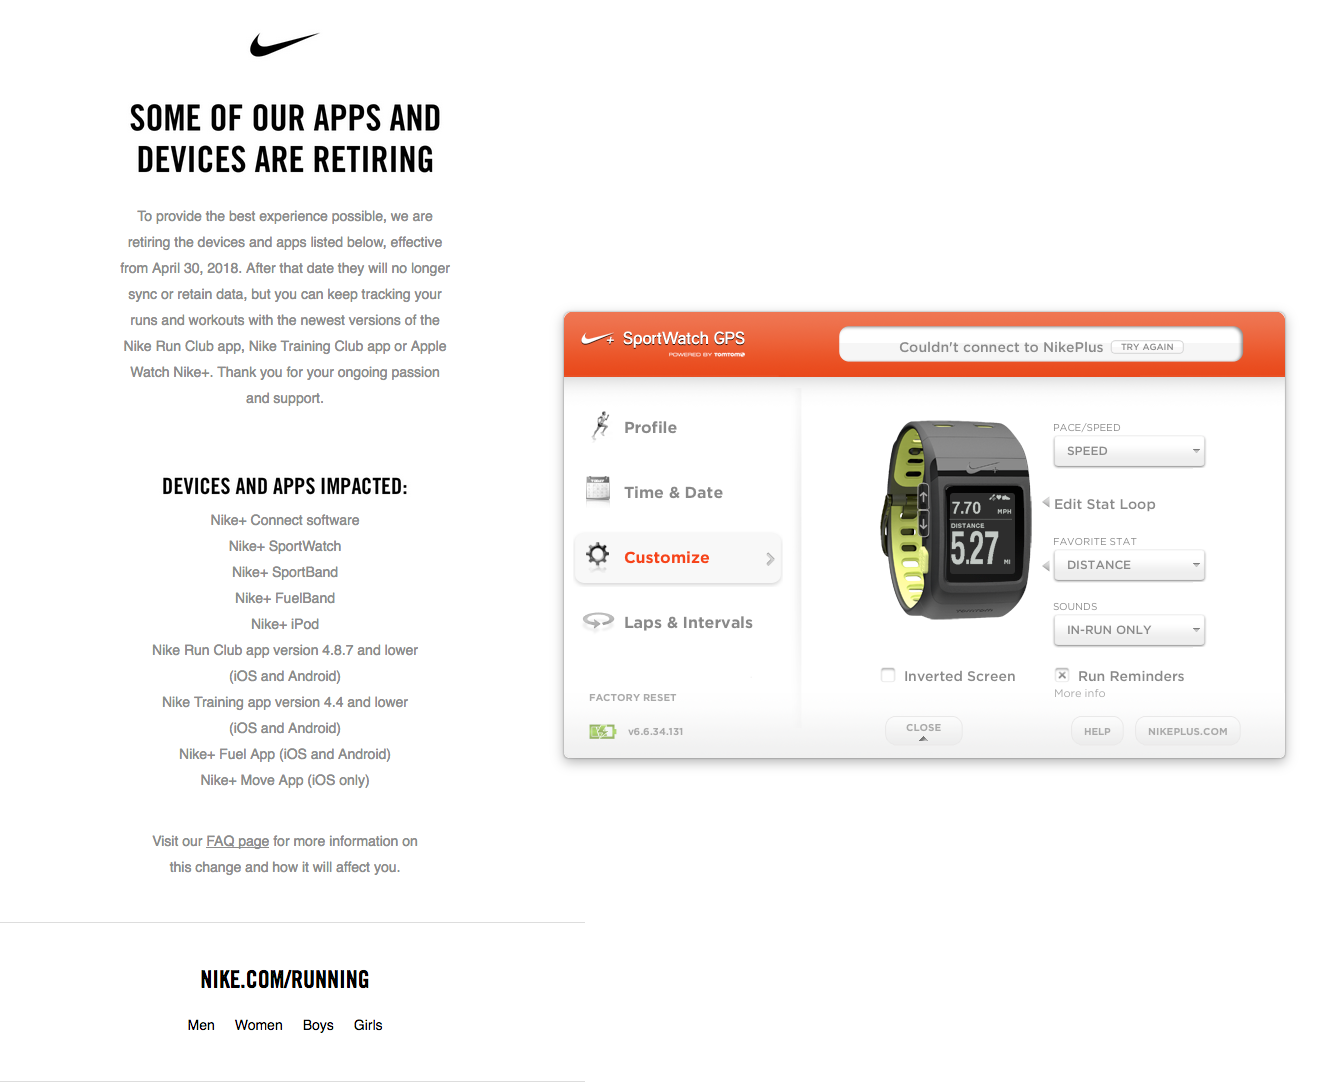 SOME OF OUR APPS AND
DEVICES ARE RETIRING
To provide the best experience possible, we are
retiring the devices and apps listed below, effective
from April 30, 2018. After that date they will no longer
sync or retain data, but you can keep tracking your
runs and workouts with the newest versions of the
Nike Run Club app, Nike Training Club app or Apple
Watch Nike+. Thank you for your ongoing passion
and support.
DEVICES AND APPS IMPACTED:
Nike+ Connect software
Nike+ SportWatch
Nike+ SportBand
Nike+ FuelBand
Nike+ iPod
Nike Run Club app version 4.8.7 and lower
(iOS and Android)
Nike Training app version 4.4 and lower
(iOS and Android)
Nike+ Fuel App (iOS and Android)
Nike+ Move App (iOS only)
Visit our FAQ page for more information on
this change and how it will affect you.
NIKE.COM/RUNNING
Men Women Boys Girls
+ SportWatch GPS
POWERED BY TOMTOM
Couldn't connect to NikePlus TRY AGAIN
Profile
Time & Date
Customize
Laps & Intervals
FACTORY RESET
v6.6.34.131
7.70 MPH
DISTANCE
5.27 MI
TOMTOM
PACE/SPEED
SPEED
Edit Stat Loop
FAVORITE STAT
DISTANCE
SOUNDS
IN-RUN ONLY
Inverted Screen
Run Reminders
More info
CLOSE
HELP
NIKEPLUS.COM